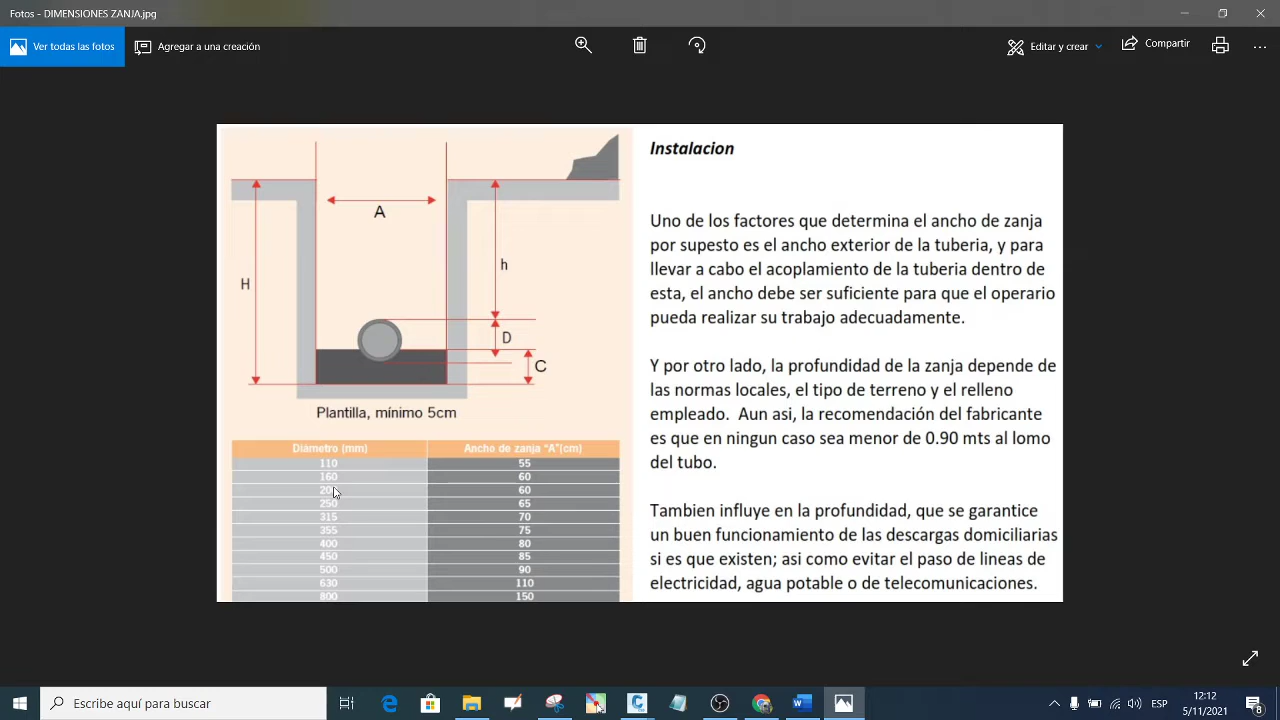 Fotos - DIMENSIONES ZANJA.jpg
Ver todas las fotos
Agregar a una creación
Editar y crear
Compartir
A
H
h
D
C
Plantilla, mínimo 5cm
Diámetro (mm) Ancho de zanja “A”(cm)
110 55
160 60
60
250 65
315 70
355 75
400 80
450 85
500 90
630 110
800 150
Instalacion
Uno de los factores que determina el ancho de zanja
por supesto es el ancho exterior de la tuberia, y para
llevar a cabo el acoplamiento de la tuberia dentro de
esta, el ancho debe ser suficiente para que el operario
pueda realizar su trabajo adecuadamente.
Y por otro lado, la profundidad de la zanja depende de
las normas locales, el tipo de terreno y el relleno
empleado. Aun asi, la recomendación del fabricante
es que en ningun caso sea menor de 0.90 mts al lomo
del tubo.
Tambien influye en la profundidad, que se garantice
un buen funcionamiento de las descargas domiciliarias
si es que existen; asi como evitar el paso de lineas de
electricidad, agua potable o de telecomunicaciones.
Escribe aquí para buscar
ESP
12:12
5/11/2021